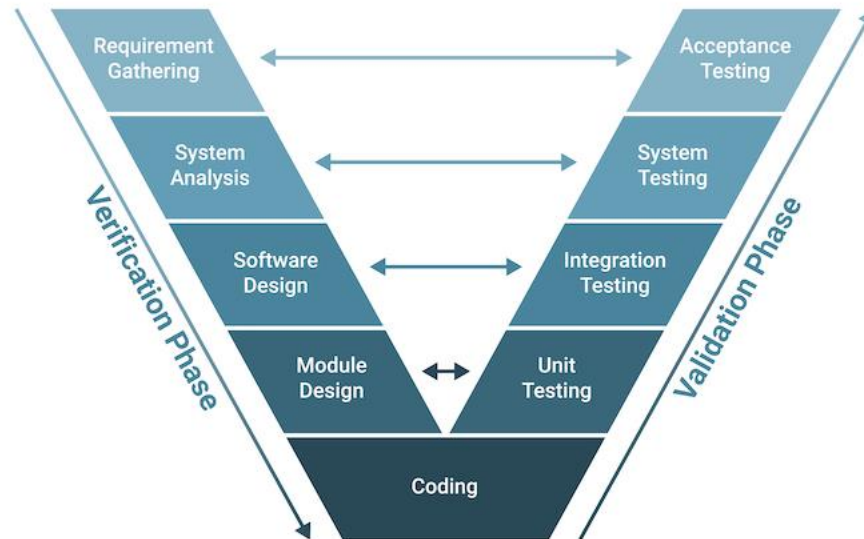 Requirement
Gathering
Acceptance
Testing
System
Analysis
System
Testing
Software
Design
Integration
Testing
Module
Design
Unit
Testing
Coding
Verification Phase
Validation Phase